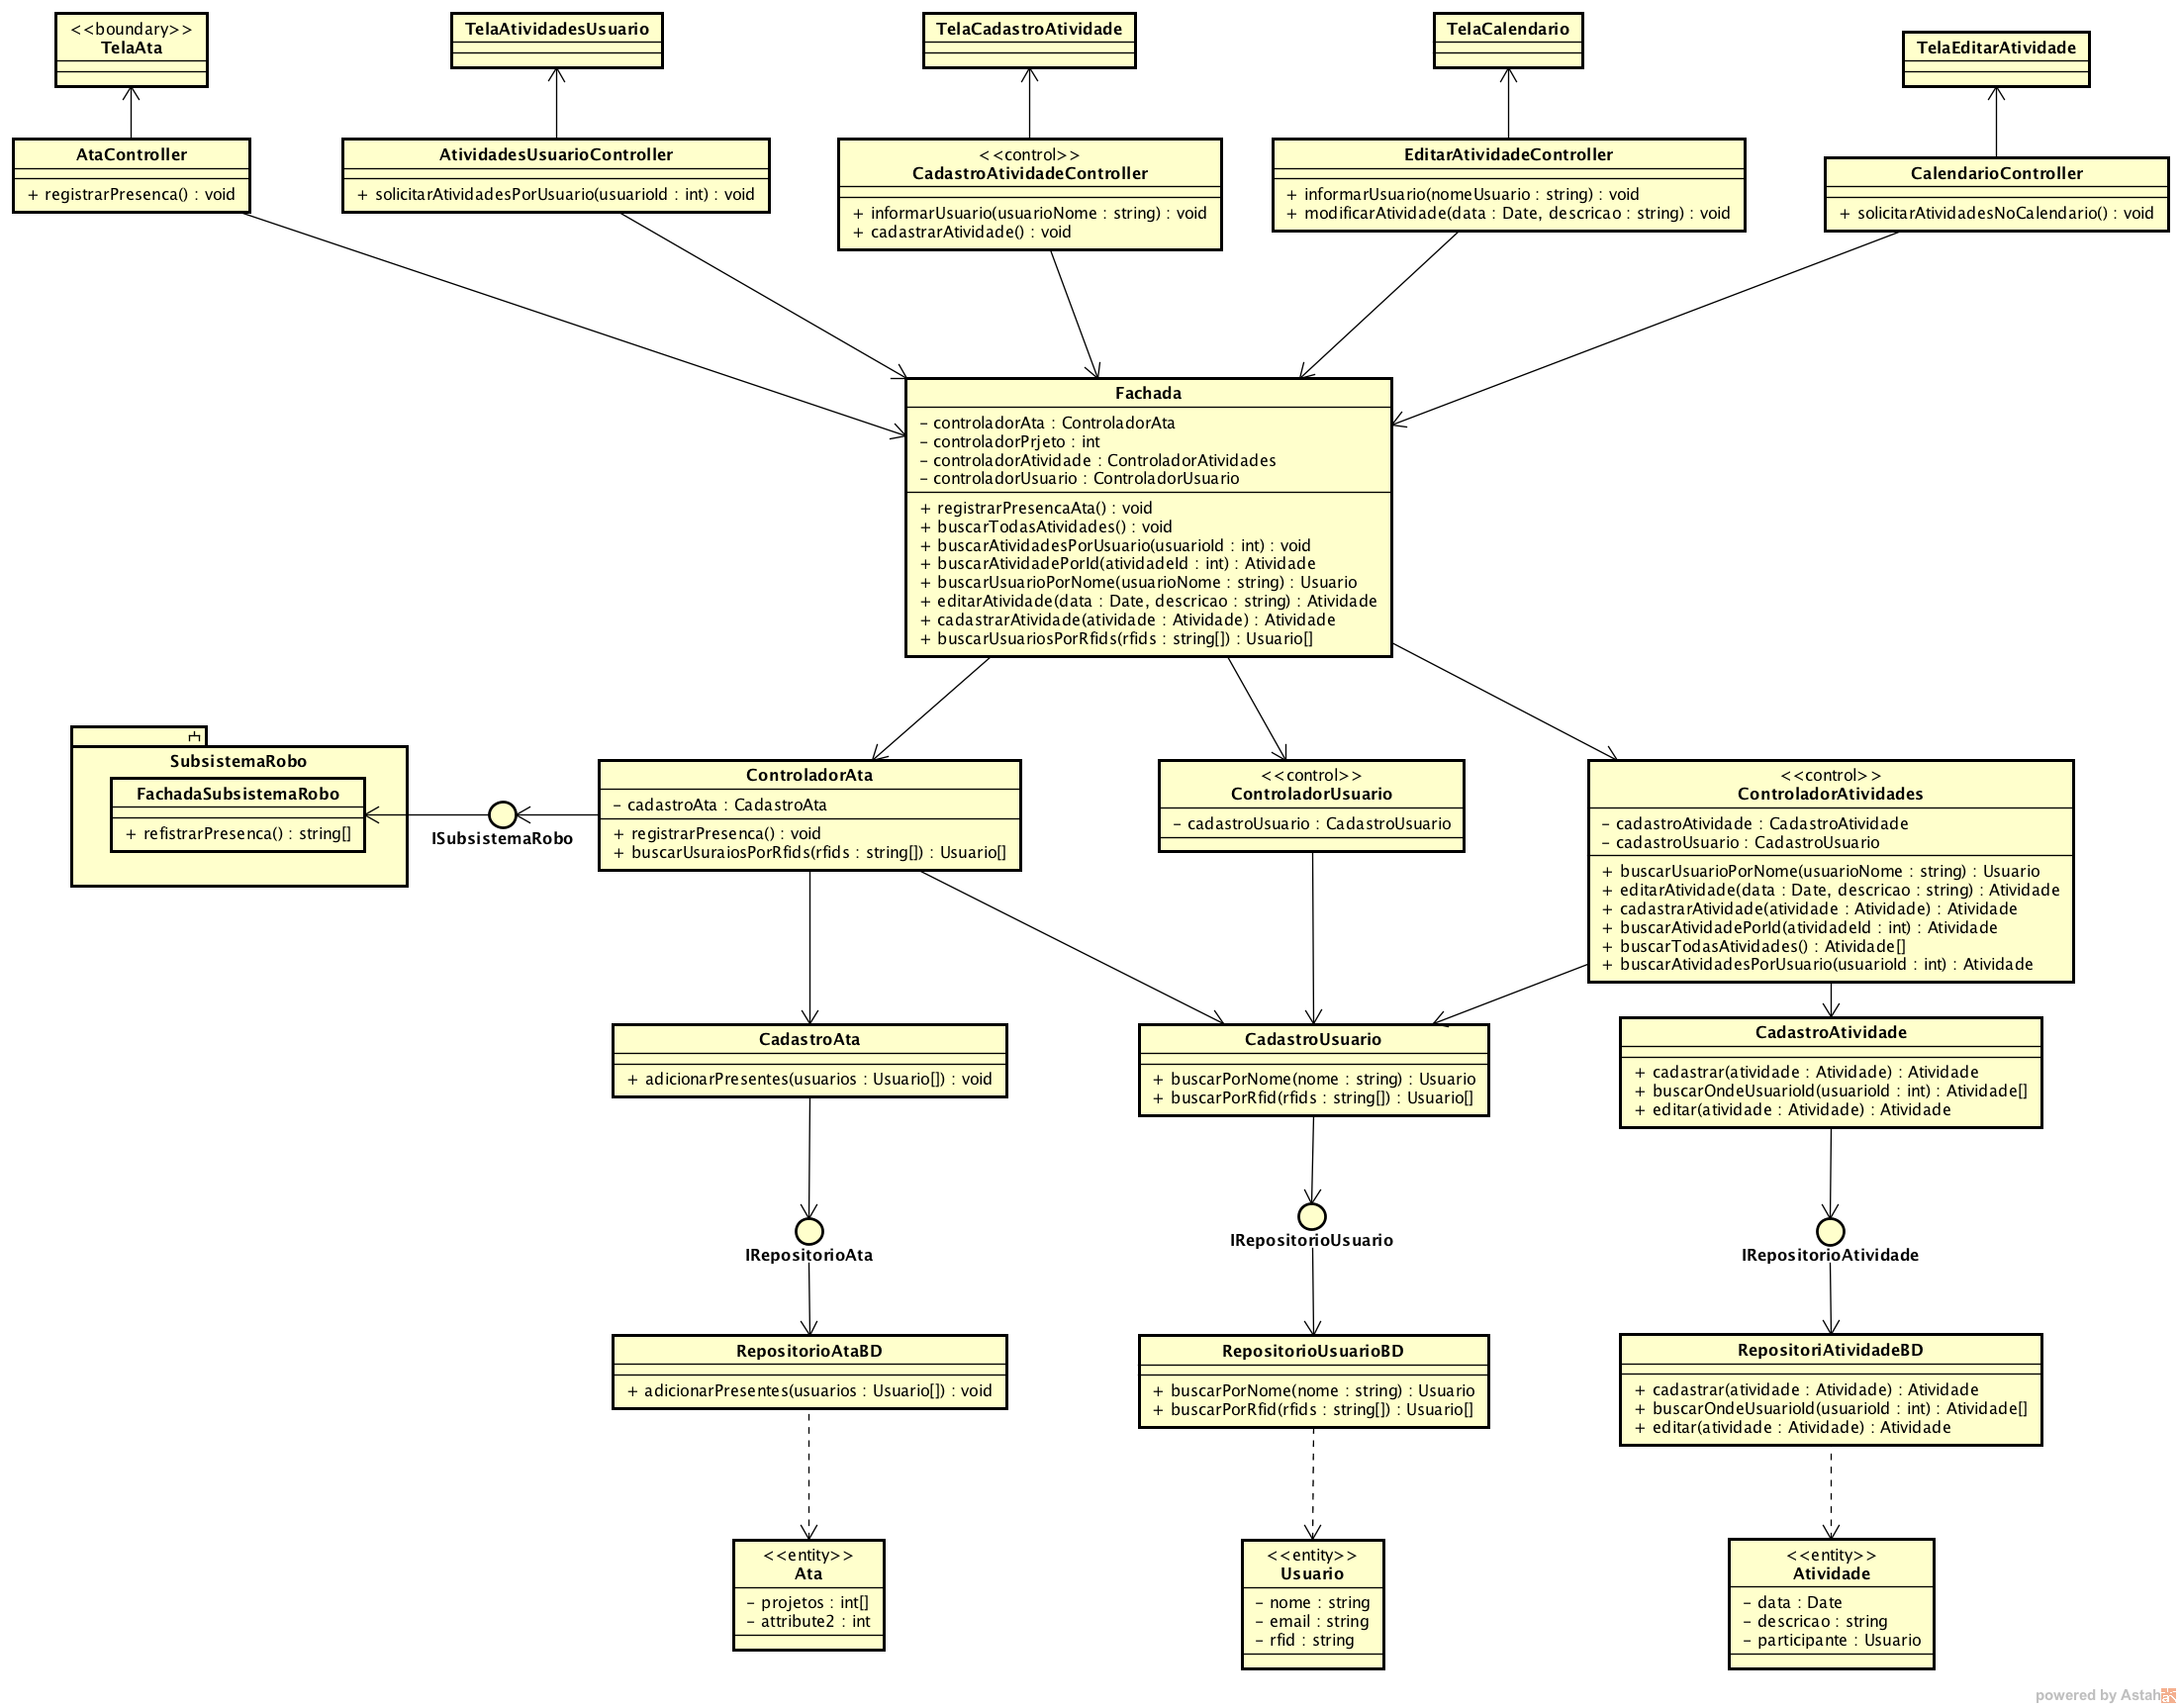 <<boundary>>
TelaAta
TelaAtividadesUsuario
TelaCadastroAtividade
TelaCalendario
TelaEditarAtividade
AtaController
+ registrarPresenca() : void
AtividadesUsuarioController
+ solicitarAtividadesPorUsuario(usuarioId : int) : void
<<control>>
CadastroAtividadeController
+ informarUsuario(usuarioNome : string) : void
+ cadastrarAtividade() : void
EditarAtividadeController
+ informarUsuario(nomeUsuario : string) : void
+ modificarAtividade(data : Date, descricao : string) : void
CalendarioController
+ solicitarAtividadesNoCalendario() : void
Fachada
- controladorAta : ControladorAta
- controladorPrjeto : int
- controladorAtividade : ControladorAtividades
- controladorUsuario : ControladorUsuario
+ registrarPresencaAta() : void
+ buscarTodasAtividades() : void
+ buscarAtividadesPorUsuario(usuarioId : int) : void
+ buscarAtividadePorId(atividadeId : int) : Atividade
+ buscarUsuarioPorNome(usuarioNome : string) : Usuario
+ editarAtividade(data : Date, descricao : string) : Atividade
+ cadastrarAtividade(atividade : Atividade) : Atividade
+ buscarUsuariosPorRfids(rfids : string[]) : Usuario[]
SubsistemaRobo
FachadaSubsistemaRobo
+ refistrarPresenca() : string[]
ISubsistemaRobo
ControladorAta
- cadastroAta : CadastroAta
+ registrarPresenca() : void
+ buscarUsuraiosPorRfids(rfids : string[]) : Usuario[]
<<control>>
ControladorUsuario
- cadastroUsuario : CadastroUsuario
<<control>>
ControladorAtividades
- cadastroAtividade : CadastroAtividade
- cadastroUsuario : CadastroUsuario
+ buscarUsuarioPorNome(usuarioNome : string) : Usuario
+ editarAtividade(data : Date, descricao : string) : Atividade
+ cadastrarAtividade(atividade : Atividade) : Atividade
+ buscarAtividadePorId(atividadeId : int) : Atividade
+ buscarTodasAtividades() : Atividade[]
+ buscarAtividadesPorUsuario(usuarioId : int) : Atividade
CadastroAta
+ adicionarPresentes(usuarios : Usuario[]) : void
CadastroUsuario
+ buscarPorNome(nome : string) : Usuario
+ buscarPorRfid(rfids : string[]) : Usuario[]
CadastroAtividade
+ cadastrar(atividade : Atividade) : Atividade
+ buscarOndeUsuarioId(usuarioId : int) : Atividade[]
+ editar(atividade : Atividade) : Atividade
IRepositorioAta
IRepositorioUsuario
IRepositorioAtividade
RepositorioAtaBD
+ adicionarPresentes(usuarios : Usuario[]) : void
RepositorioUsuarioBD
+ buscarPorNome(nome : string) : Usuario
+ buscarPorRfid(rfids : string[]) : Usuario[]
RepositoriAtividadeBD
+ cadastrar(atividade : Atividade) : Atividade
+ buscarOndeUsuarioId(usuarioId : int) : Atividade[]
+ editar(atividade : Atividade) : Atividade
<<entity>>
Ata
- projetos : int[]
- attribute2 : int
<<entity>>
Usuario
- nome : string
- email : string
- rfid : string
<<entity>>
Atividade
- data : Date
- descricao : string
- participante : Usuario
powered by Astah